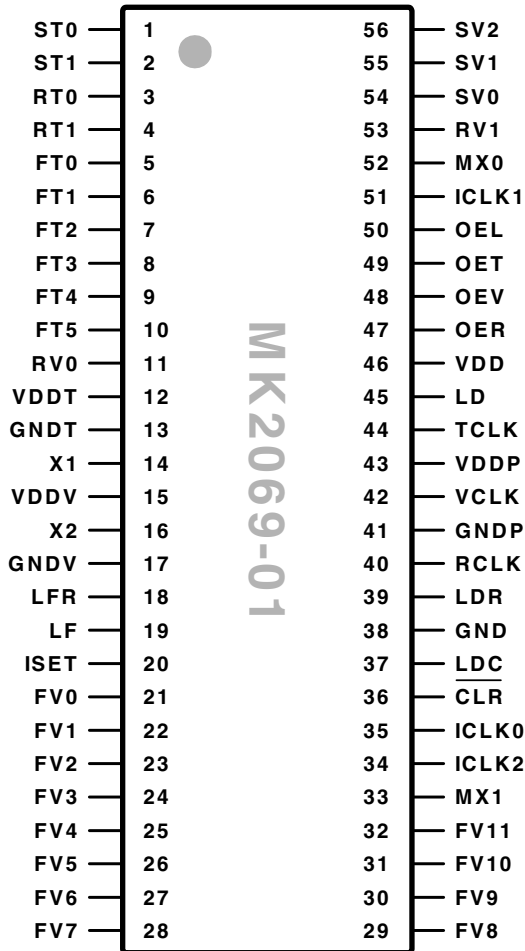 ST0 1 56 SV2
ST1 2 55 SV1
RT0 3 54 SV0
RT1 4 53 RV1
FT0 5 52 MX0
FT1 6 51 ICLK1
FT2 7 50 OEL
FT3 8 49 OET
FT4 9 48 OEV
FT5 10 47 OER
RV0 11 46 VDD
VDDT 12 45 LD
GNDT 13 44 TCLK
X1 14 43 VDDP
VDDV 15 42 VCLK
X2 16 41 GNDP
GNDV 17 40 RCLK
LFR 18 39 LDR
LF 19 38 GND
ISET 20 37 LDC
FV0 21 36 CLR
FV1 22 35 ICLK0
FV2 23 34 ICLK2
FV3 24 33 MX1
FV4 25 32 FV11
FV5 26 31 FV10
FV6 27 30 FV9
FV7 28 29 FV8
MK2069-01